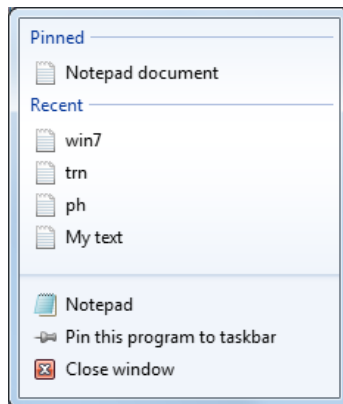 Pinned
Notepad document
Recent
win7
trn
ph
My text
Notepad
Pin this program to taskbar
Close window